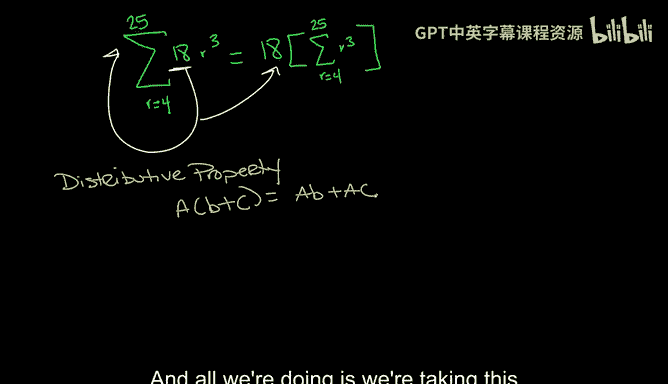 GPT中英字幕课程资源 bilibili
25 25
∑ 18 r³ = 18 [ ∑ r³ ]
r=4 r=4
Distributive Property
A(b+C) = Ab+AC
And all we're doing is we're taking this